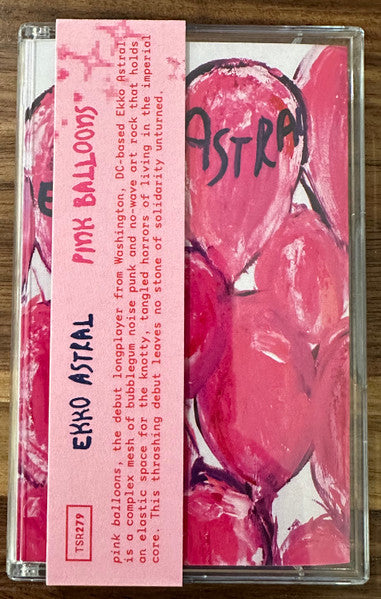 EKKO ASTRAL PINK BALLOONS
pink balloons, the debut longplayer from Washington, DC-based Ekko Astral
is a complex mesh of bubblegum noise punk and no-wave art rock that holds
an elastic space for the knotty, tangled horrors of living in the imperial
core. This thrashing debut leaves no stone of solidarity unturned.
TSR279
E
ASTRA